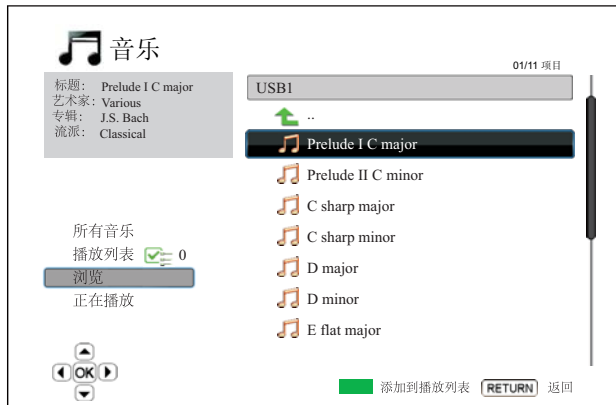 音乐
01/11 项目
标题: Prelude I C major
艺术家: Various
专辑: J.S. Bach
流派: Classical
USB1
..
Prelude I C major
Prelude II C minor
C sharp major
C sharp minor
D major
D minor
E flat major
所有音乐
播放列表 0
浏览
正在播放
OK
添加到播放列表 RETURN 返回